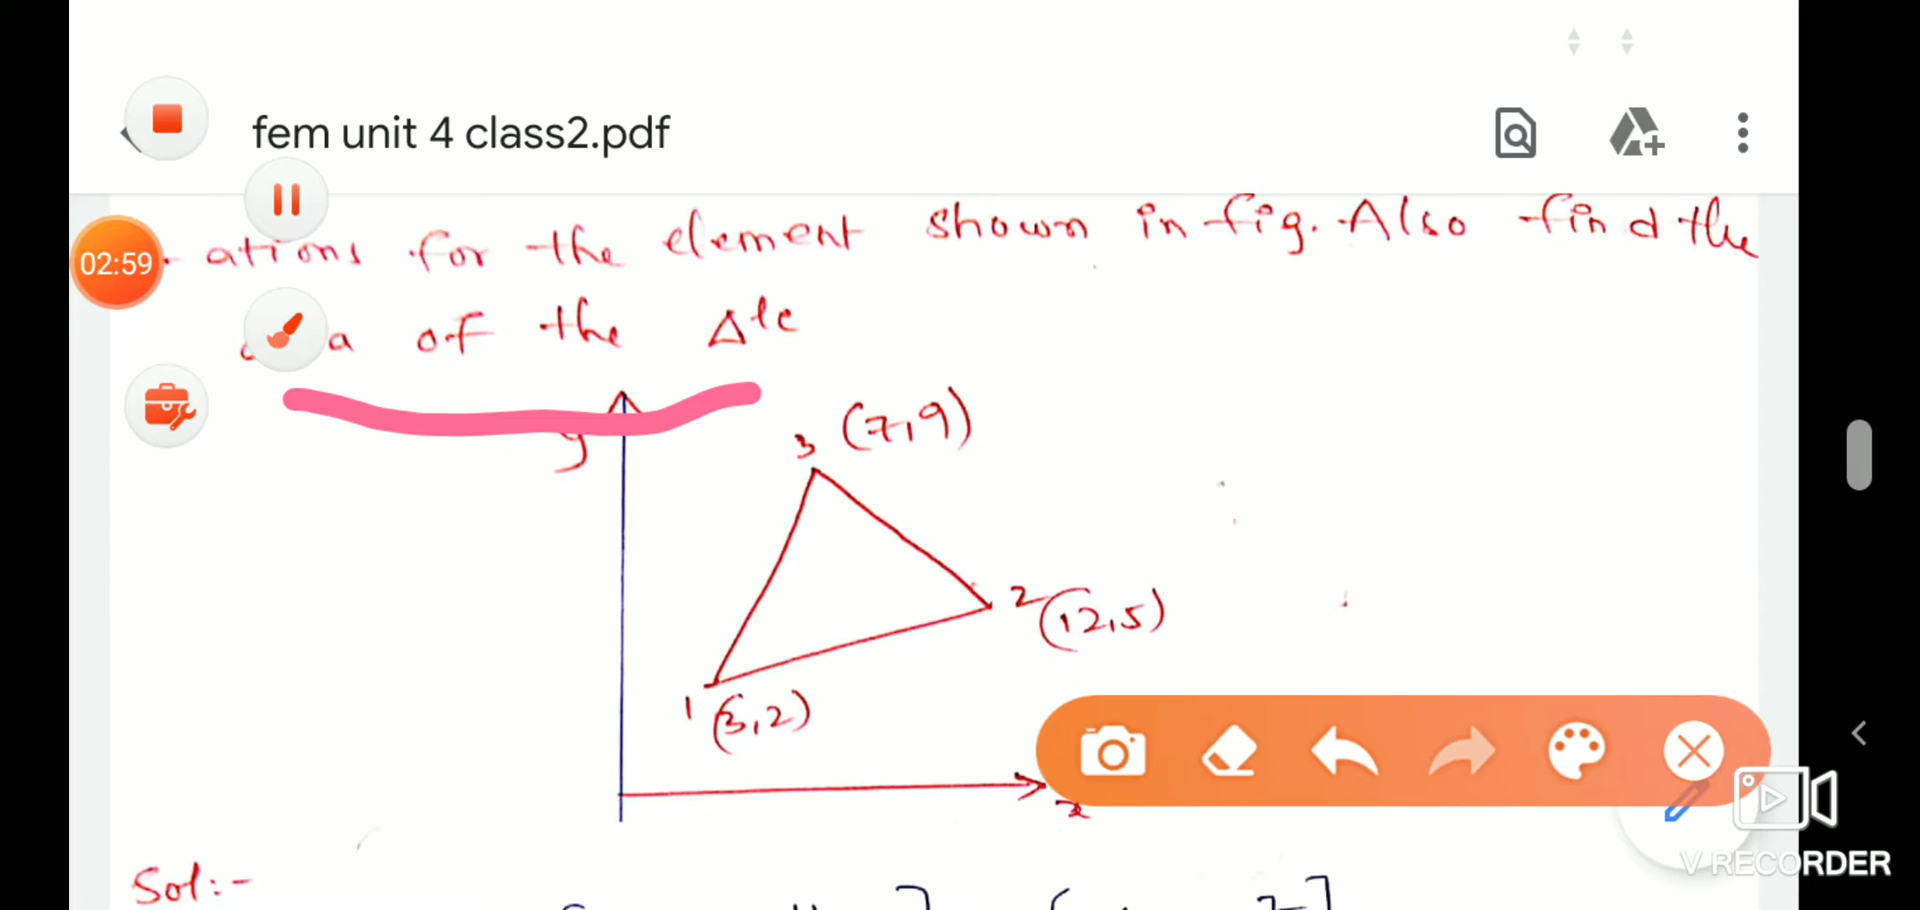 fem unit 4 class2.pdf
ations for the element shown in fig. Also find the
02:59
a of the Δle
y
3 (7,9)
2 (12,5)
1 (3,2)
x
V RECORDER
Sol:-